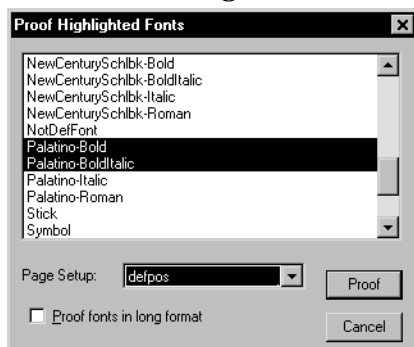 Proof Highlighted Fonts
NewCenturySchlbk-Bold
NewCenturySchlbk-BoldItalic
NewCenturySchlbk-Italic
NewCenturySchlbk-Roman
NotDefFont
Palatino-Bold
Palatino-BoldItalic
Palatino-Italic
Palatino-Roman
Stick
Symbol
Page Setup: defpos
Proof
Proof fonts in long format
Cancel